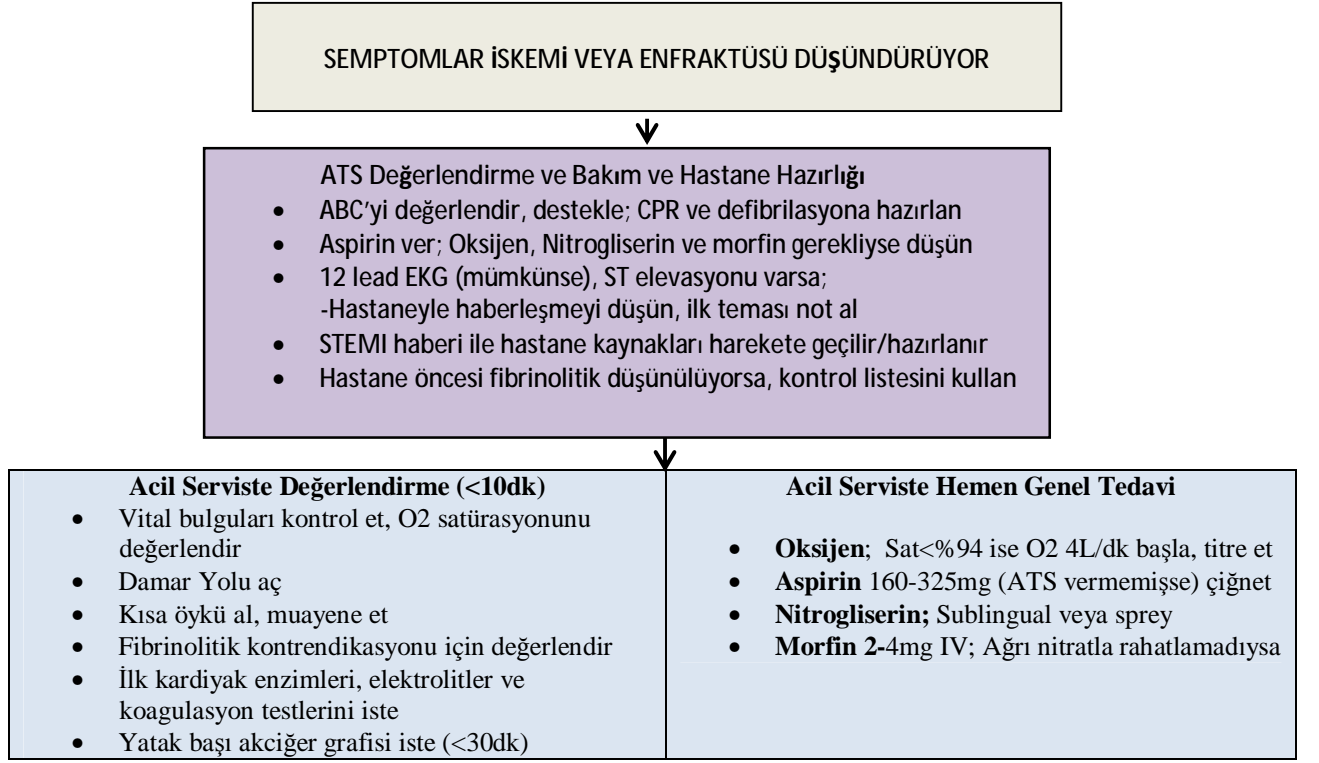 SEMPTOMLAR İSKEMİ VEYA ENFRAKTÜSÜ DÜŞÜNDÜRÜYOR
ATS Değerlendirme ve Bakım ve Hastane Hazırlığı
• ABC’yi değerlendir, destekle; CPR ve defibrilasyona hazırlan
• Aspirin ver; Oksijen, Nitrogliserin ve morfin gerekliyse düşün
• 12 lead EKG (mümkünse), ST elevasyonu varsa;
-Hastaneyle haberleşmeyi düşün, ilk teması not al
• STEMI haberi ile hastane kaynakları harekete geçilir/hazırlanır
• Hastane öncesi fibrinolitik düşünülüyorsa, kontrol listesini kullan
Acil Serviste Değerlendirme (<10dk)
• Vital bulguları kontrol et, O2 satürasyonunu
değerlendir
• Damar Yolu aç
• Kısa öykü al, muayene et
• Fibrinolitik kontrendikasyonu için değerlendir
• İlk kardiyak enzimleri, elektrolitler ve
koagulasyon testlerini iste
• Yatak başı akciğer grafisi iste (<30dk)
Acil Serviste Hemen Genel Tedavi
• Oksijen; Sat<%94 ise O2 4L/dk başla, titre et
• Aspirin 160-325mg (ATS vermemişse) çiğnet
• Nitrogliserin; Sublingual veya sprey
• Morfin 2-4mg IV; Ağrı nitratla rahatlamadıysa